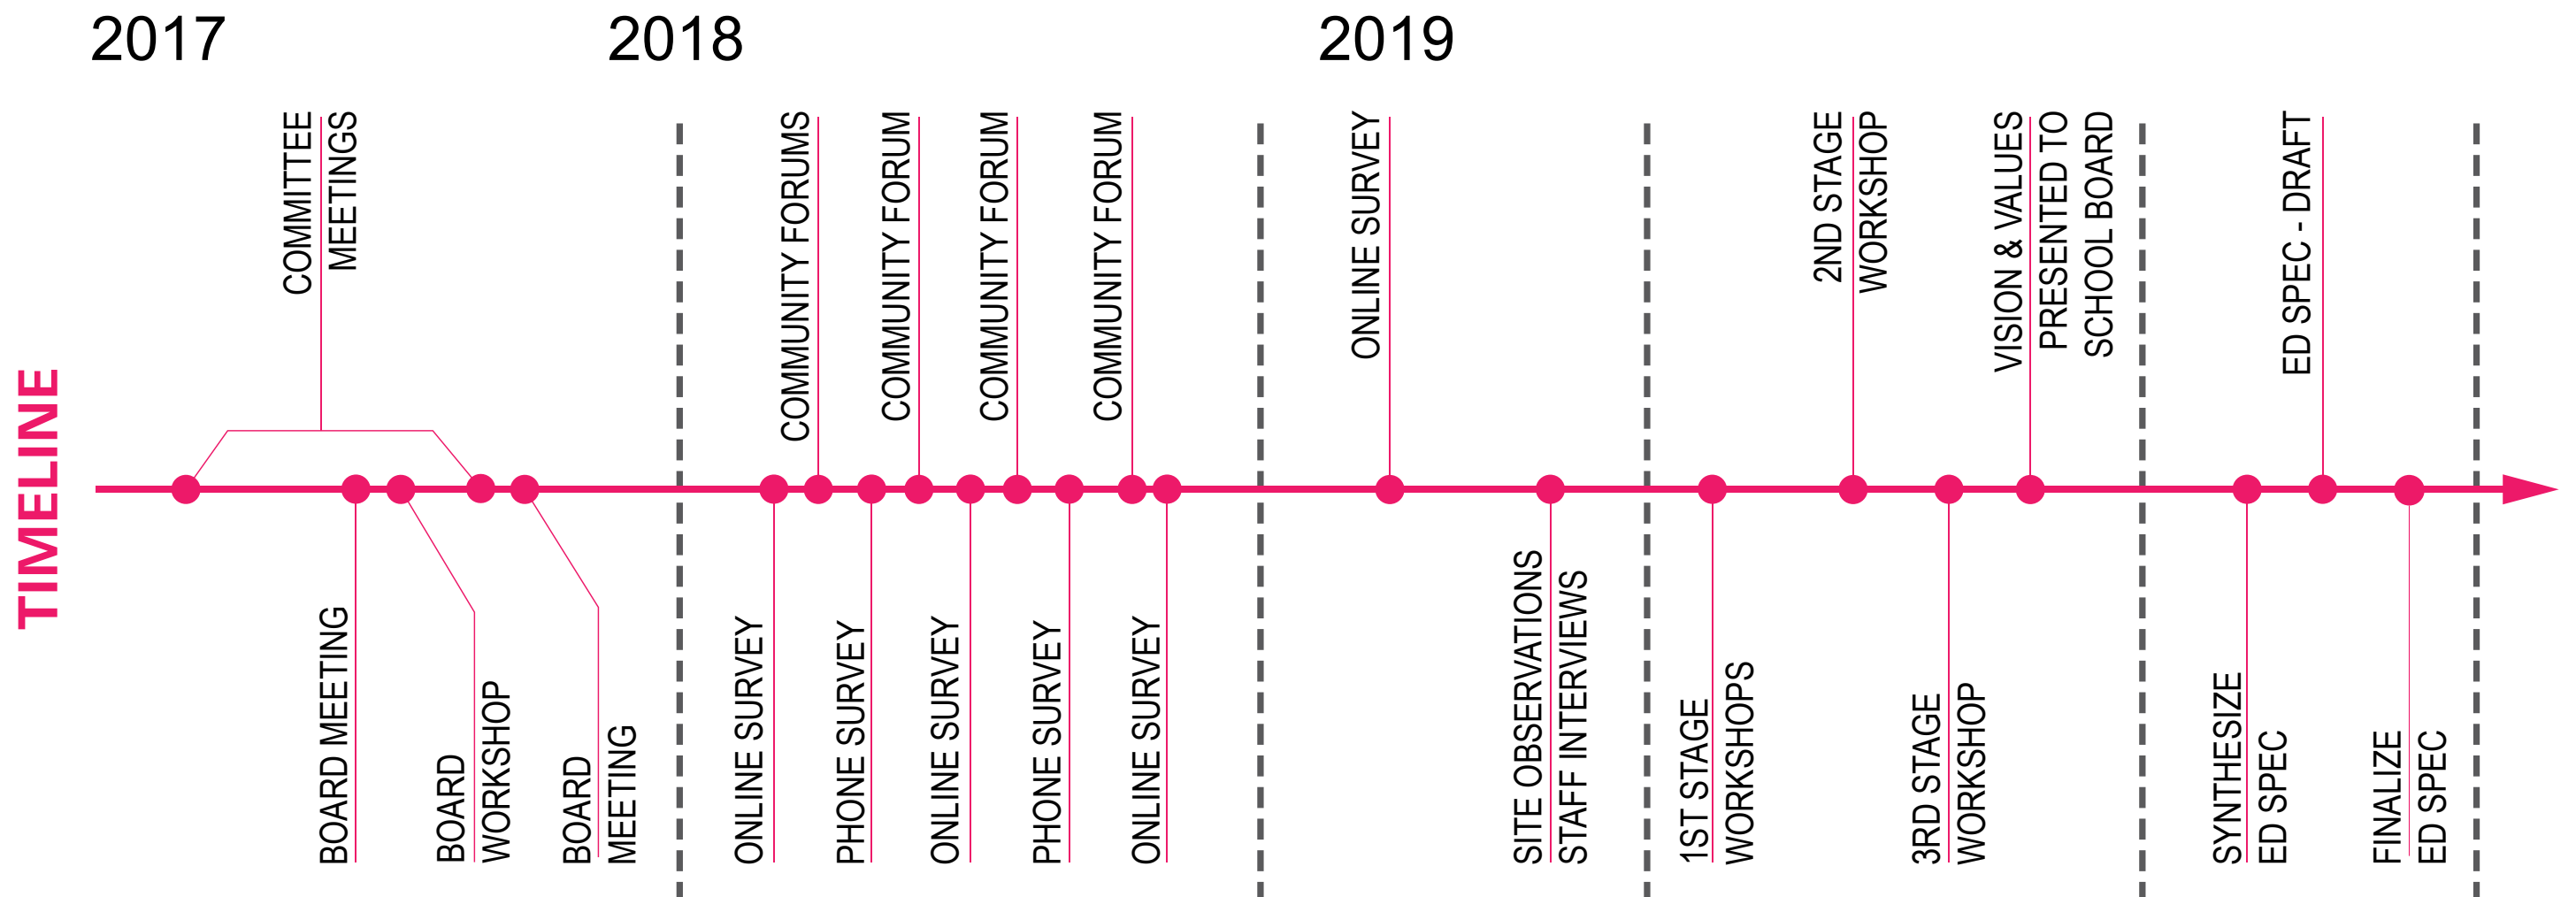 2017
2018
2019
TIMELINE
COMMITTEE
MEETINGS
BOARD MEETING
BOARD
WORKSHOP
BOARD
MEETING
ONLINE SURVEY
COMMUNITY FORUMS
PHONE SURVEY
COMMUNITY FORUM
ONLINE SURVEY
COMMUNITY FORUM
PHONE SURVEY
COMMUNITY FORUM
ONLINE SURVEY
ONLINE SURVEY
SITE OBSERVATIONS
STAFF INTERVIEWS
1ST STAGE
WORKSHOPS
2ND STAGE
WORKSHOP
3RD STAGE
WORKSHOP
VISION & VALUES
PRESENTED TO
SCHOOL BOARD
SYNTHESIZE
ED SPEC
ED SPEC - DRAFT
FINALIZE
ED SPEC